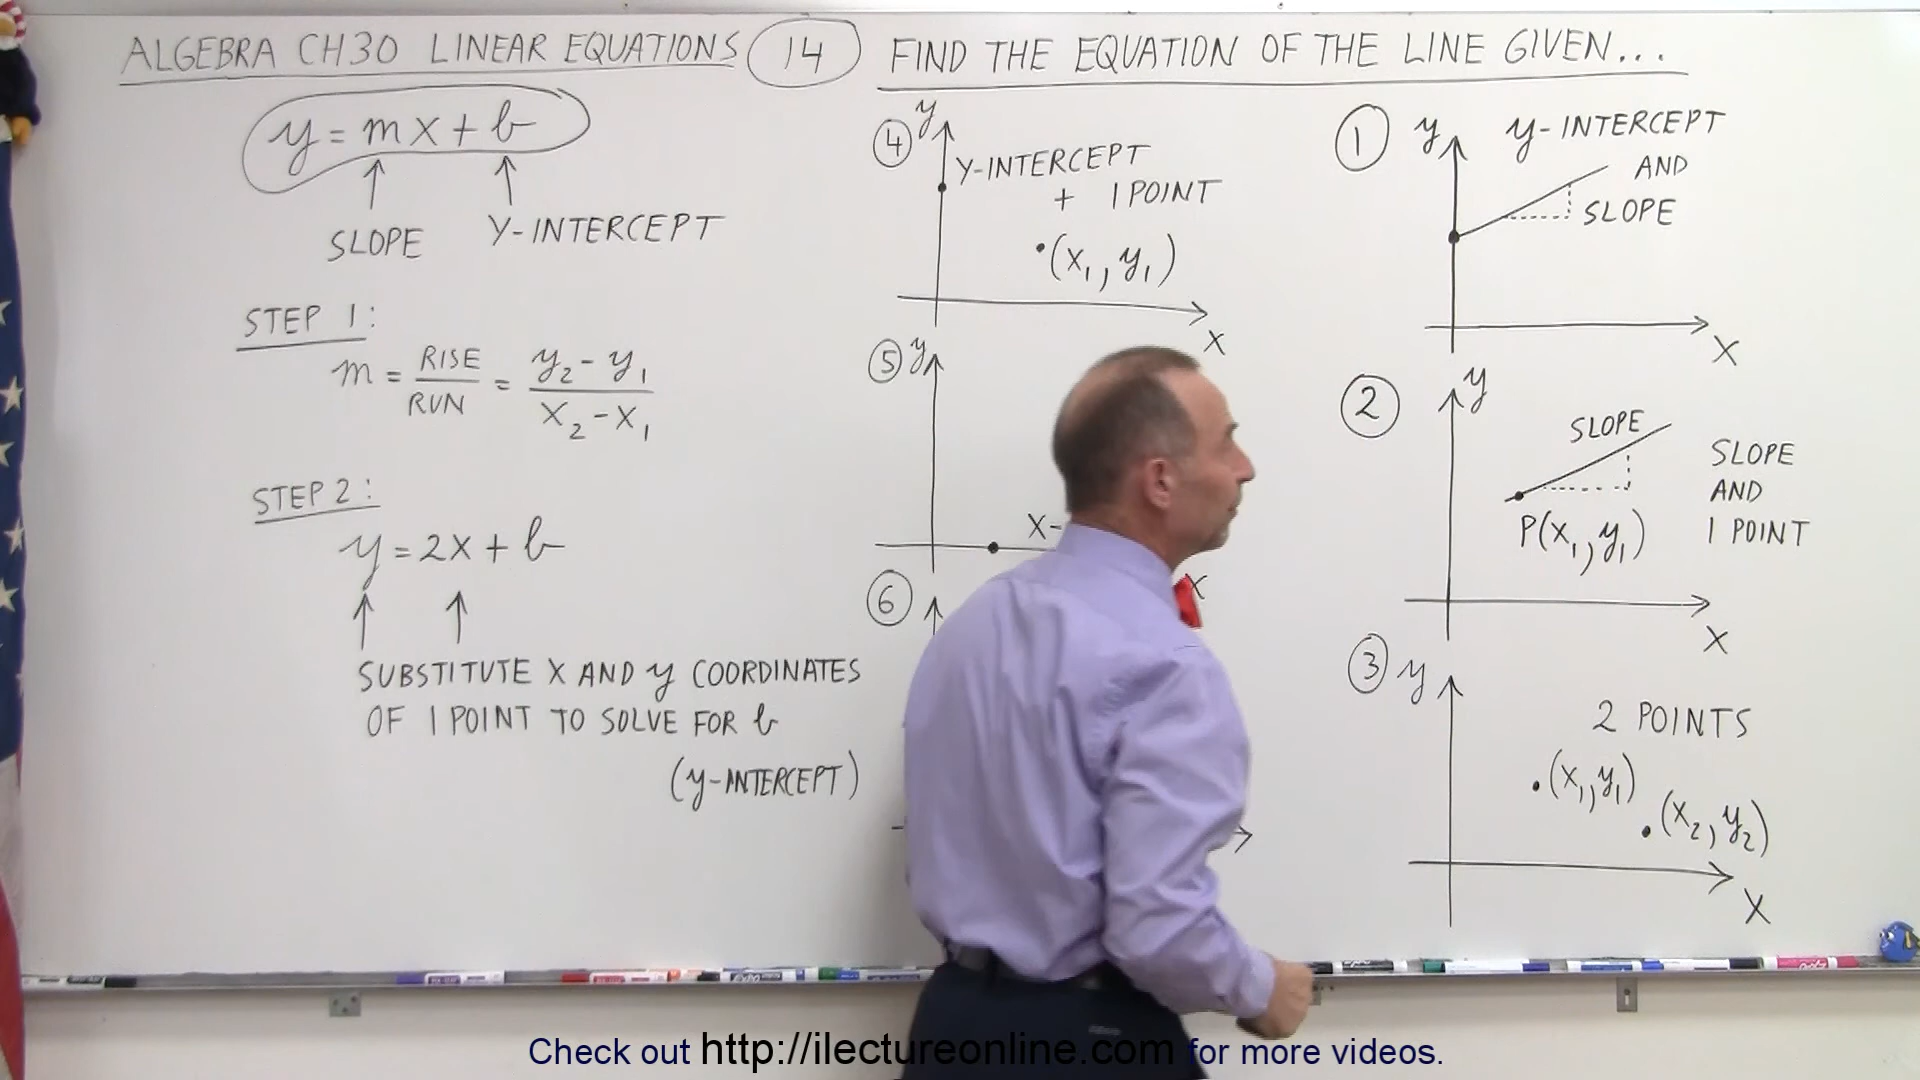 ALGEBRA CH30 LINEAR EQUATIONS 14 FIND THE EQUATION OF THE LINE GIVEN...
y = mx + b
SLOPE
Y-INTERCEPT
STEP 1:
m = RISE/RUN = y₂ - y₁ / x₂ - x₁
STEP 2:
y = 2x + b
SUBSTITUTE X AND y COORDINATES
OF 1 POINT TO SOLVE FOR b
(y-INTERCEPT)
4 y
Y-INTERCEPT
+ 1 POINT
(x₁, y₁)
X
5 y
X-
X
6
1 y y-INTERCEPT
AND
SLOPE
X
2 y
SLOPE
SLOPE
AND
1 POINT
P(x₁, y₁)
X
3 y
2 POINTS
(x₁, y₁)
(x₂, y₂)
X
Check out http://ilectureonline.com for more videos.